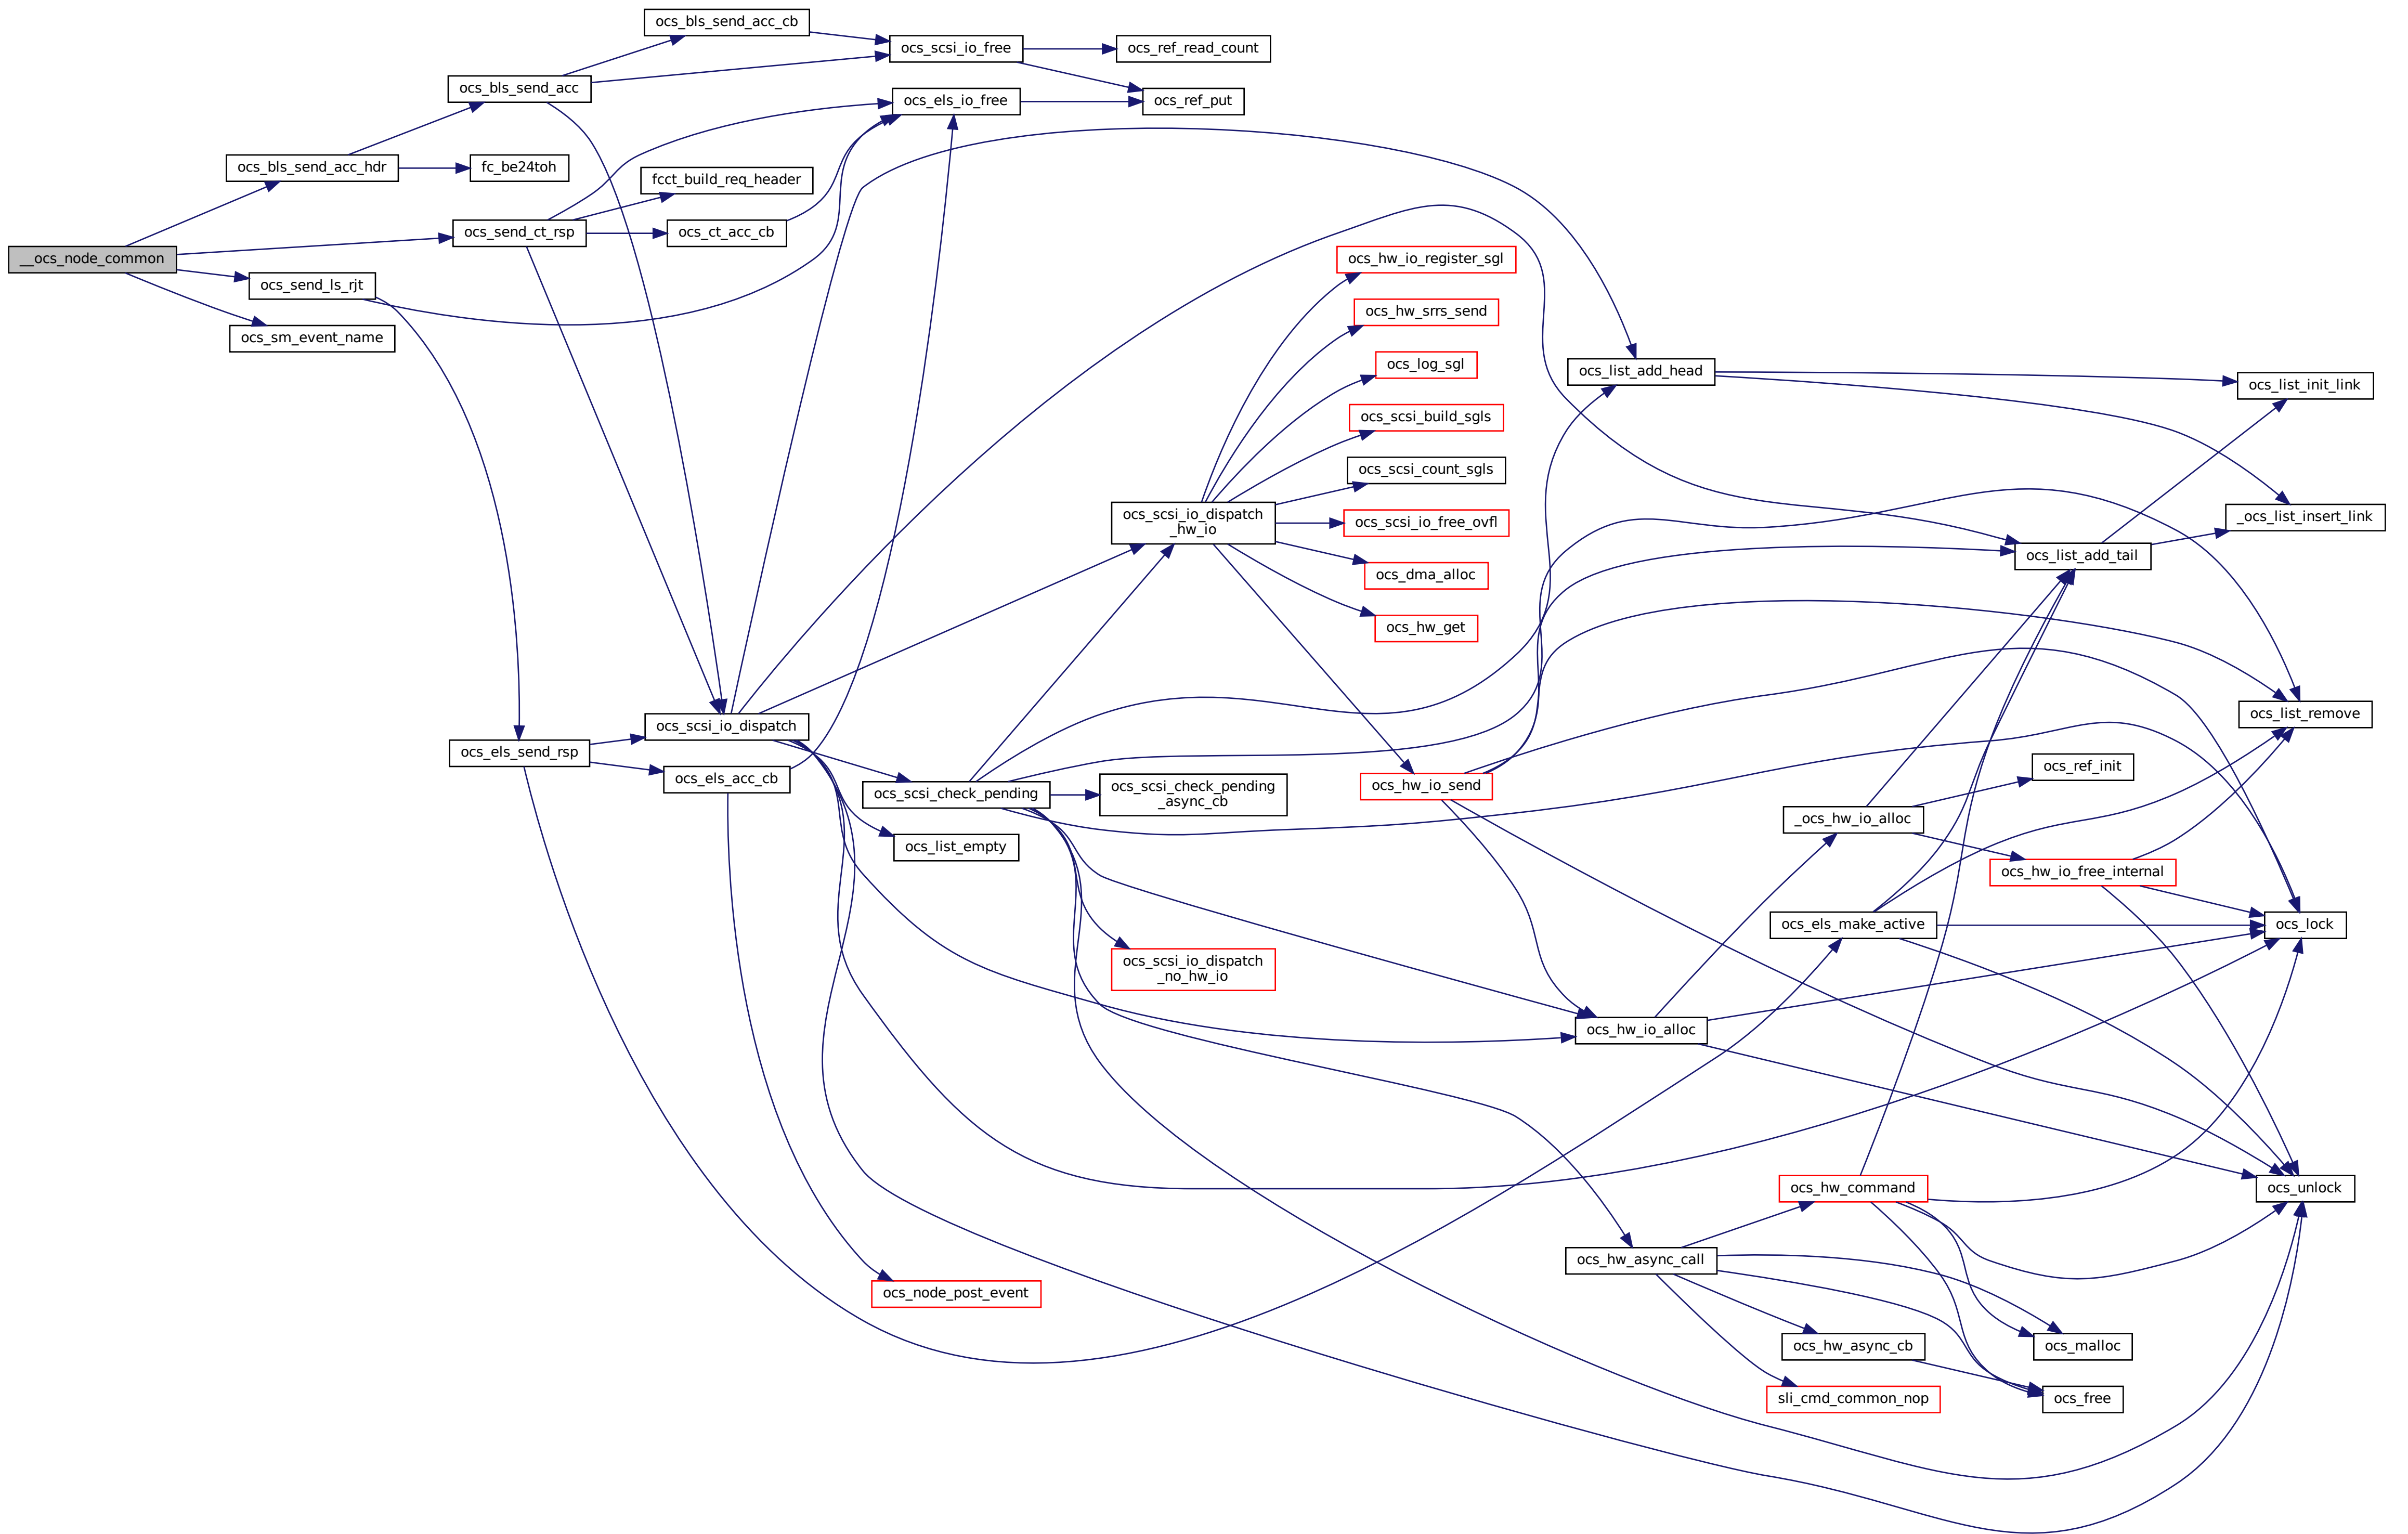 ocs_bls_send_acc_cb
ocs_scsi_io_free
ocs_ref_read_count
ocs_bls_send_acc
ocs_els_io_free
ocs_ref_put
ocs_bls_send_acc_hdr
fc_be24toh
fcct_build_req_header
__ocs_node_common
ocs_send_ct_rsp
ocs_ct_acc_cb
ocs_send_ls_rjt
ocs_sm_event_name
ocs_hw_io_register_sgl
ocs_hw_srrs_send
ocs_log_sgl
ocs_list_add_head
ocs_list_init_link
ocs_scsi_build_sgls
ocs_scsi_count_sgls
ocs_scsi_io_dispatch
_hw_io
ocs_scsi_io_free_ovfl
_ocs_list_insert_link
ocs_list_add_tail
ocs_dma_alloc
ocs_hw_get
ocs_scsi_io_dispatch
ocs_list_remove
ocs_els_send_rsp
ocs_els_acc_cb
ocs_ref_init
ocs_scsi_check_pending
ocs_scsi_check_pending
_async_cb
ocs_hw_io_send
_ocs_hw_io_alloc
ocs_list_empty
ocs_hw_io_free_internal
ocs_els_make_active
ocs_lock
ocs_scsi_io_dispatch
_no_hw_io
ocs_hw_io_alloc
ocs_hw_command
ocs_unlock
ocs_hw_async_call
ocs_node_post_event
ocs_hw_async_cb
ocs_malloc
sli_cmd_common_nop
ocs_free